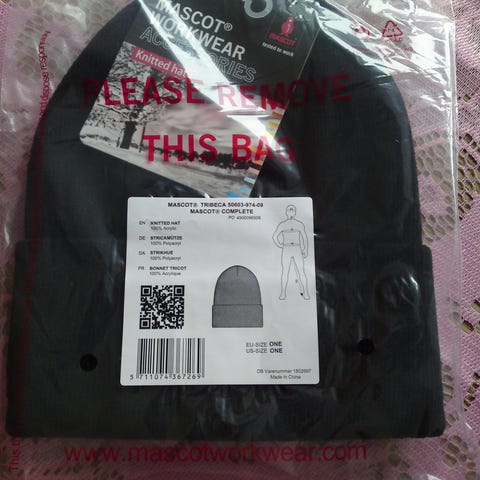 MASCOT®
WORKWEAR
ACCESSORIES
Knitted hat
MASCOT
tested to work
PLEASE REMOVE
THIS BAG
MASCOT® TRIBECA 50603-974-09
MASCOT® COMPLETE
EN KNITTED HAT
100% Acrylic
DE STRICKMÜTZE
100% Polyacryl
DA STRIKHUE
100% Polyacryl
FR BONNET TRICOT
100% Acrylique
EU-SIZE ONE
US-SIZE ONE
5 711074 367269
Made in China
www.mascotworkwear.com